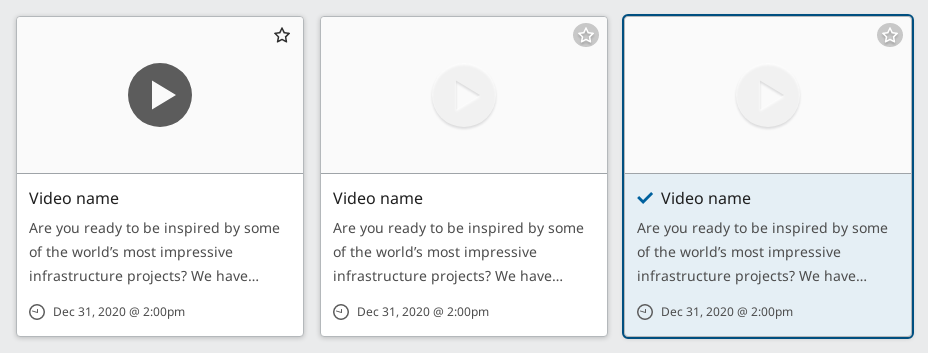 Video name
Are you ready to be inspired by some
of the world’s most impressive
infrastructure projects? We have...
Dec 31, 2020 @ 2:00pm
Video name
Are you ready to be inspired by some
of the world’s most impressive
infrastructure projects? We have...
Dec 31, 2020 @ 2:00pm
Video name
Are you ready to be inspired by some
of the world’s most impressive
infrastructure projects? We have...
Dec 31, 2020 @ 2:00pm